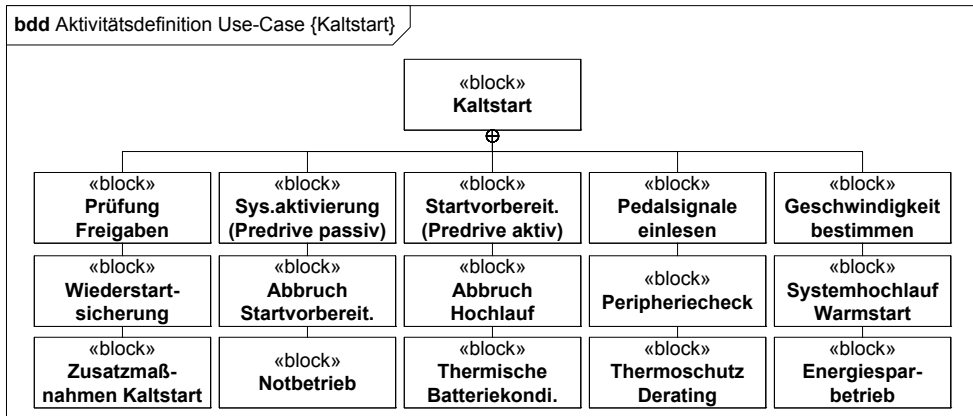 bdd Aktivitätsdefinition Use-Case {Kaltstart}
«block»
Kaltstart
«block»
Prüfung
Freigaben
«block»
Sys.aktivierung
(Predrive passiv)
«block»
Startvorbereit.
(Predrive aktiv)
«block»
Pedalsignale
einlesen
«block»
Geschwindigkeit
bestimmen
«block»
Wiederstart-
sicherung
«block»
Abbruch
Startvorbereit.
«block»
Abbruch
Hochlauf
«block»
Peripheriecheck
«block»
Systemhochlauf
Warmstart
«block»
Zusatzmaß-
nahmen Kaltstart
«block»
Notbetrieb
«block»
Thermische
Batteriekondi.
«block»
Thermoschutz
Derating
«block»
Energiespar-
betrieb